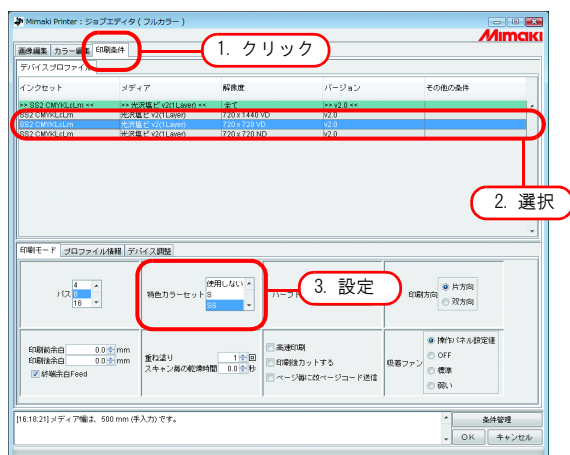 Mimaki Printer : ジョブエディタ ( フルカラー )
Mimaki
画像編集 カラー編集 印刷条件
1. クリック
デバイスプロファイル
インクセット メディア 解像度 バージョン その他の条件
>> SS2 CMYKLcLm << >> 光沢塩ビ v2(1Layer) << 全て >> v2.0 <<
SS2 CMYKLcLm 光沢塩ビ v2(1Layer) 720 x 1440 VD v2.0
SS2 CMYKLcLm 光沢塩ビ v2(1Layer) 720 x 720 VD v2.0
SS2 CMYKLcLm 光沢塩ビ v2(1Layer) 720 x 720 ND v2.0
2. 選択
印刷モード プロファイル情報 デバイス調整
パス 4 8 16
特色カラーセット 使用しない S SS
ハーフト
3. 設定
印刷方向 片方向 双方向
印刷前余白 0.0 mm
印刷後余白 0.0 mm
終端余白Feed
重ね塗り 1 回
スキャン毎の乾燥時間 0.0 秒
高速印刷
印刷後カットする
ページ毎に改ページコード送信
吸着ファン 操作パネル設定値
OFF
標準
弱い
[16:18:21] メディア幅は、500 mm (手入力) です。
条件管理
OK キャンセル